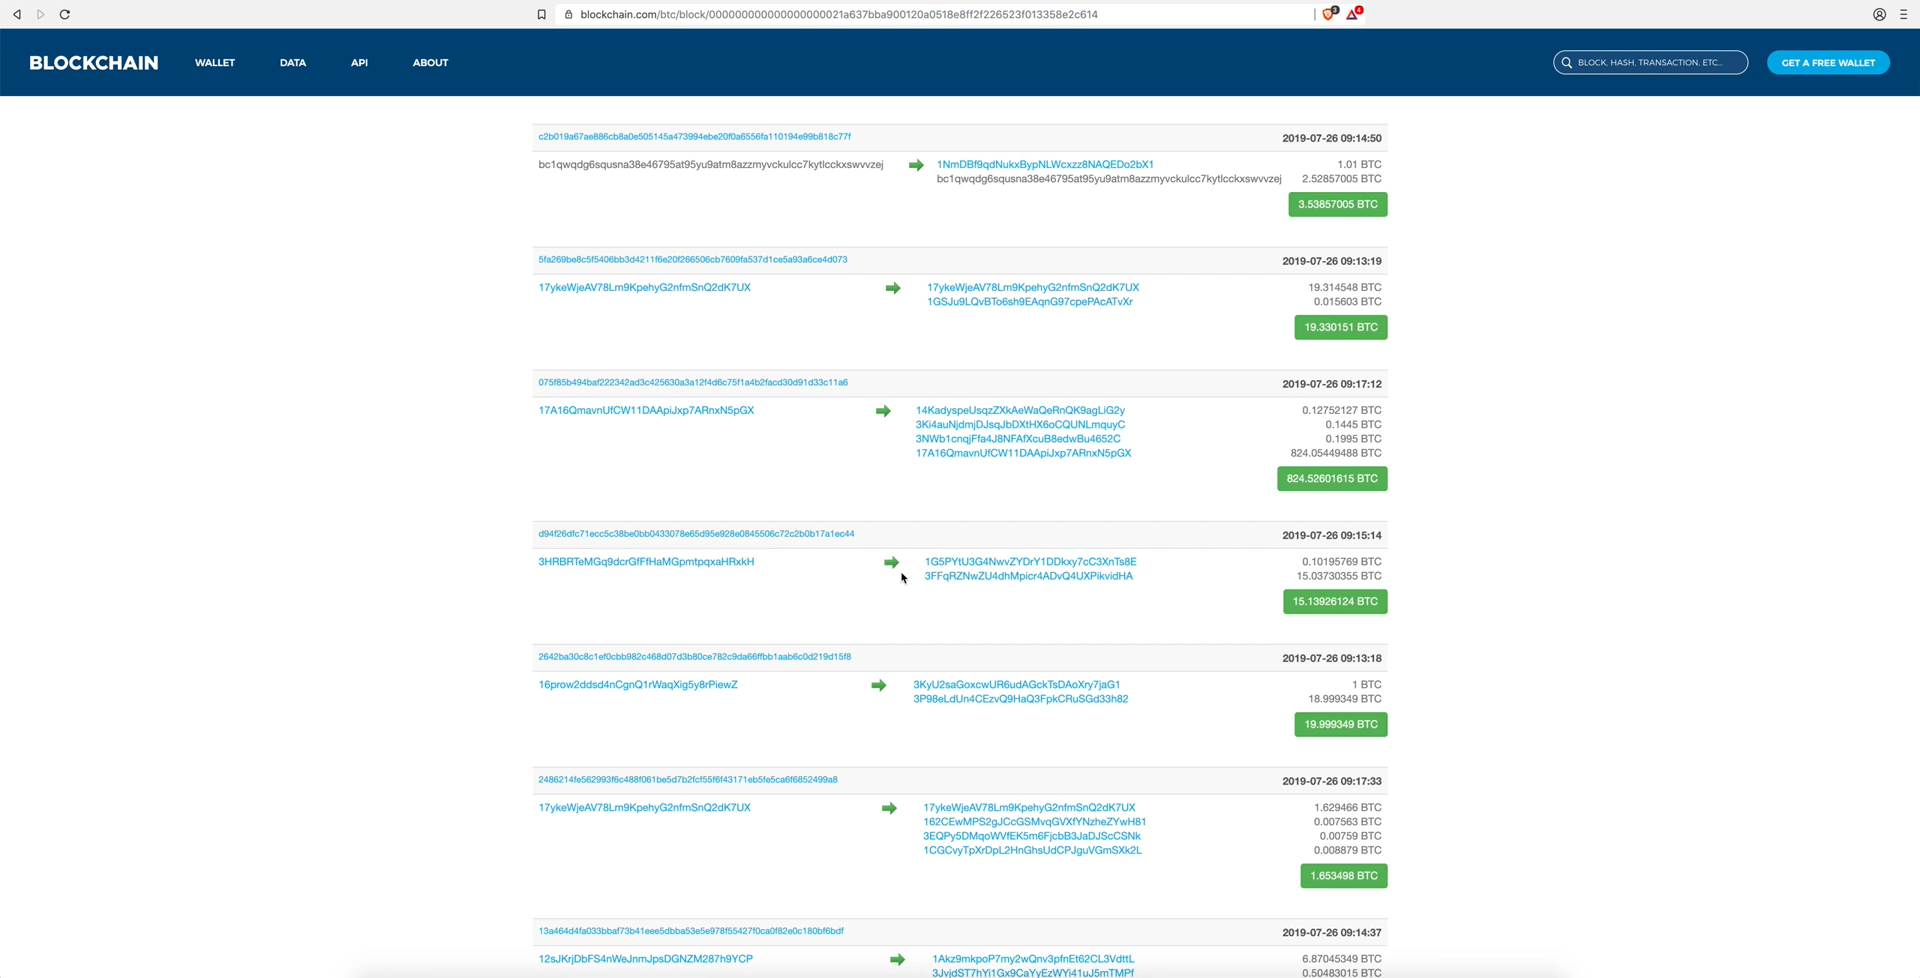 blockchain.com/btc/block/0000000000000000021a637bba900120a0518e8ff2f226523f013358e2c614
3
4
BLOCKCHAIN WALLET DATA API ABOUT BLOCK, HASH, TRANSACTION, ETC... GET A FREE WALLET
c2b019a67ae886cb8a0e505145a473994ebe20f0a6556fa110194e99b818c77f 2019-07-26 09:14:50
bc1qwqdg6squsna38e46795at95yu9atm8azzmyvckulcc7kytlcckxswvvzej 1NmDBf9qdNukxBypNLWcxzz8NAQEDo2bX1 1.01 BTC
bc1qwqdg6squsna38e46795at95yu9atm8azzmyvckulcc7kytlcckxswvvzej 2.52857005 BTC
3.53857005 BTC
5fa269be8c5f5406bb3d4211f6e20f266506cb7609fa537d1ce5a93a6ce4d073 2019-07-26 09:13:19
17ykeWjeAV78Lm9KpehyG2nfmSnQ2dK7UX 17ykeWjeAV78Lm9KpehyG2nfmSnQ2dK7UX 19.314548 BTC
1GSJu9LQvBTo6sh9EAqnG97cpePAcATvXr 0.015603 BTC
19.330151 BTC
075f85b494baf222342ad3c425630a3a12f4d6c75f1a4b2facd30d91d33c11a6 2019-07-26 09:17:12
17A16QmavnUfCW11DAApiJxp7ARnxN5pGX 14KadyspeUsqzZXkAeWaQeRnQK9agLiG2y 0.12752127 BTC
3Ki4auNjdmjDJsqJbDXtHX6oCQUNLmquyC 0.1445 BTC
3NWb1cnqjFfa4J8NFAfXcuB8edwBu4652C 0.1995 BTC
17A16QmavnUfCW11DAApiJxp7ARnxN5pGX 824.05449488 BTC
824.52601615 BTC
d94f26dfc71ecc5c38be0bb0433078e65d95e928e0845506c72c2b0b17a1ec44 2019-07-26 09:15:14
3HRBRTeMGq9dcrGfFfHaMGpmtpqxaHRxkH 1G5PYtU3G4NwvZYDrY1DDkxy7cC3XnTs8E 0.10195769 BTC
3FFqRZNwZU4dhMpicr4ADvQ4UXPikvidHA 15.03730355 BTC
15.13926124 BTC
2642ba30c8c1ef0cbb982c468d07d3b80ce782c9da66ffbb1aab6c0d219d15f8 2019-07-26 09:13:18
16prow2ddsd4nCgnQ1rWaqXig5y8rPiewZ 3KyU2saGoxcwUR6udAGckTsDAoXry7jaG1 1 BTC
3P98eLdUn4CEzvQ9HaQ3FpkCRuSGd33h82 18.999349 BTC
19.999349 BTC
2486214fe562993f6c488f061be5d7b2fcf55f6f43171eb5fe5ca6f6852499a8 2019-07-26 09:17:33
17ykeWjeAV78Lm9KpehyG2nfmSnQ2dK7UX 17ykeWjeAV78Lm9KpehyG2nfmSnQ2dK7UX 1.629466 BTC
162CEwMPS2gJCcGSMvqGVXfYNzheZYwH81 0.007563 BTC
3EQPy5DMqoWVfEK5m6FjcbB3JaDJScCSNk 0.00759 BTC
1CGCvyTpXrDpL2HnGhsUdCPJguVGmSXk2L 0.008879 BTC
1.653498 BTC
13a464d4fa033bbaf73b41eee5dbba53e5e978f55427f0ca0f82e0c180bf6bdf 2019-07-26 09:14:37
12sJKrjDbFS4nWeJnmJpsDGNZM287h9YCP 1Akz9mkpoP7my2wQnv3pfnEt62CL3VdttL 6.87045349 BTC
3JvjdST7hYi1Gx9CaYyEzWYj41uJ5mTMPf 0.50483015 BTC